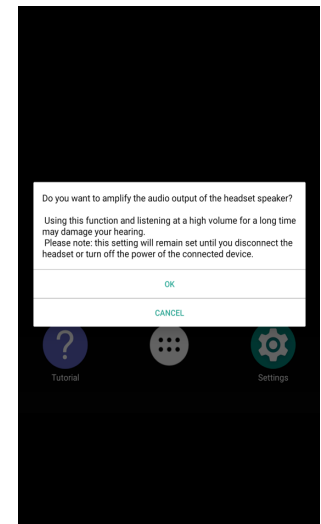 Do you want to amplify the audio output of the headset speaker?
Using this function and listening at a high volume for a long time
may damage your hearing.
Please note: this setting will remain set until you disconnect the
headset or turn off the power of the connected device.
OK
CANCEL
?
Tutorial
Settings